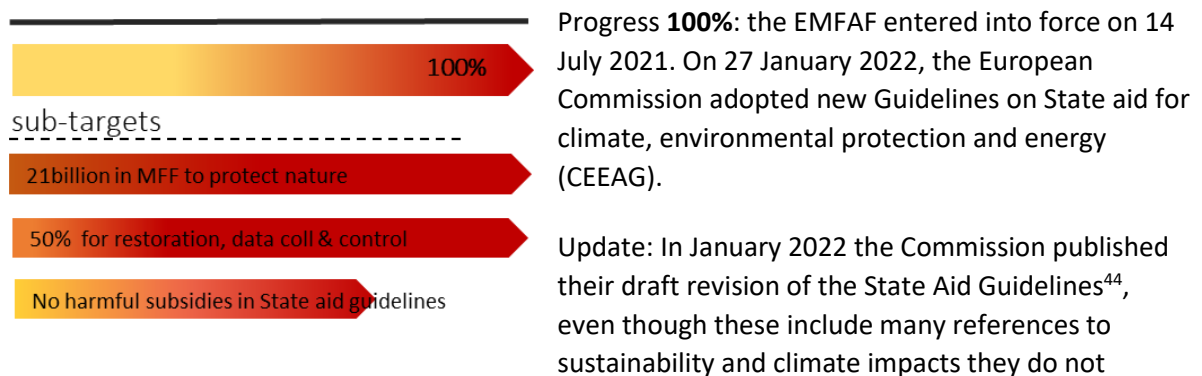 100%
sub-targets
21billion in MFF to protect nature
50% for restoration, data coll & control
No harmful subsidies in State aid guidelines
Progress 100%: the EMFAF entered into force on 14
July 2021. On 27 January 2022, the European
Commission adopted new Guidelines on State aid for
climate, environmental protection and energy
(CEEAG).
Update: In January 2022 the Commission published
their draft revision of the State Aid Guidelines44,
even though these include many references to
sustainability and climate impacts they do not